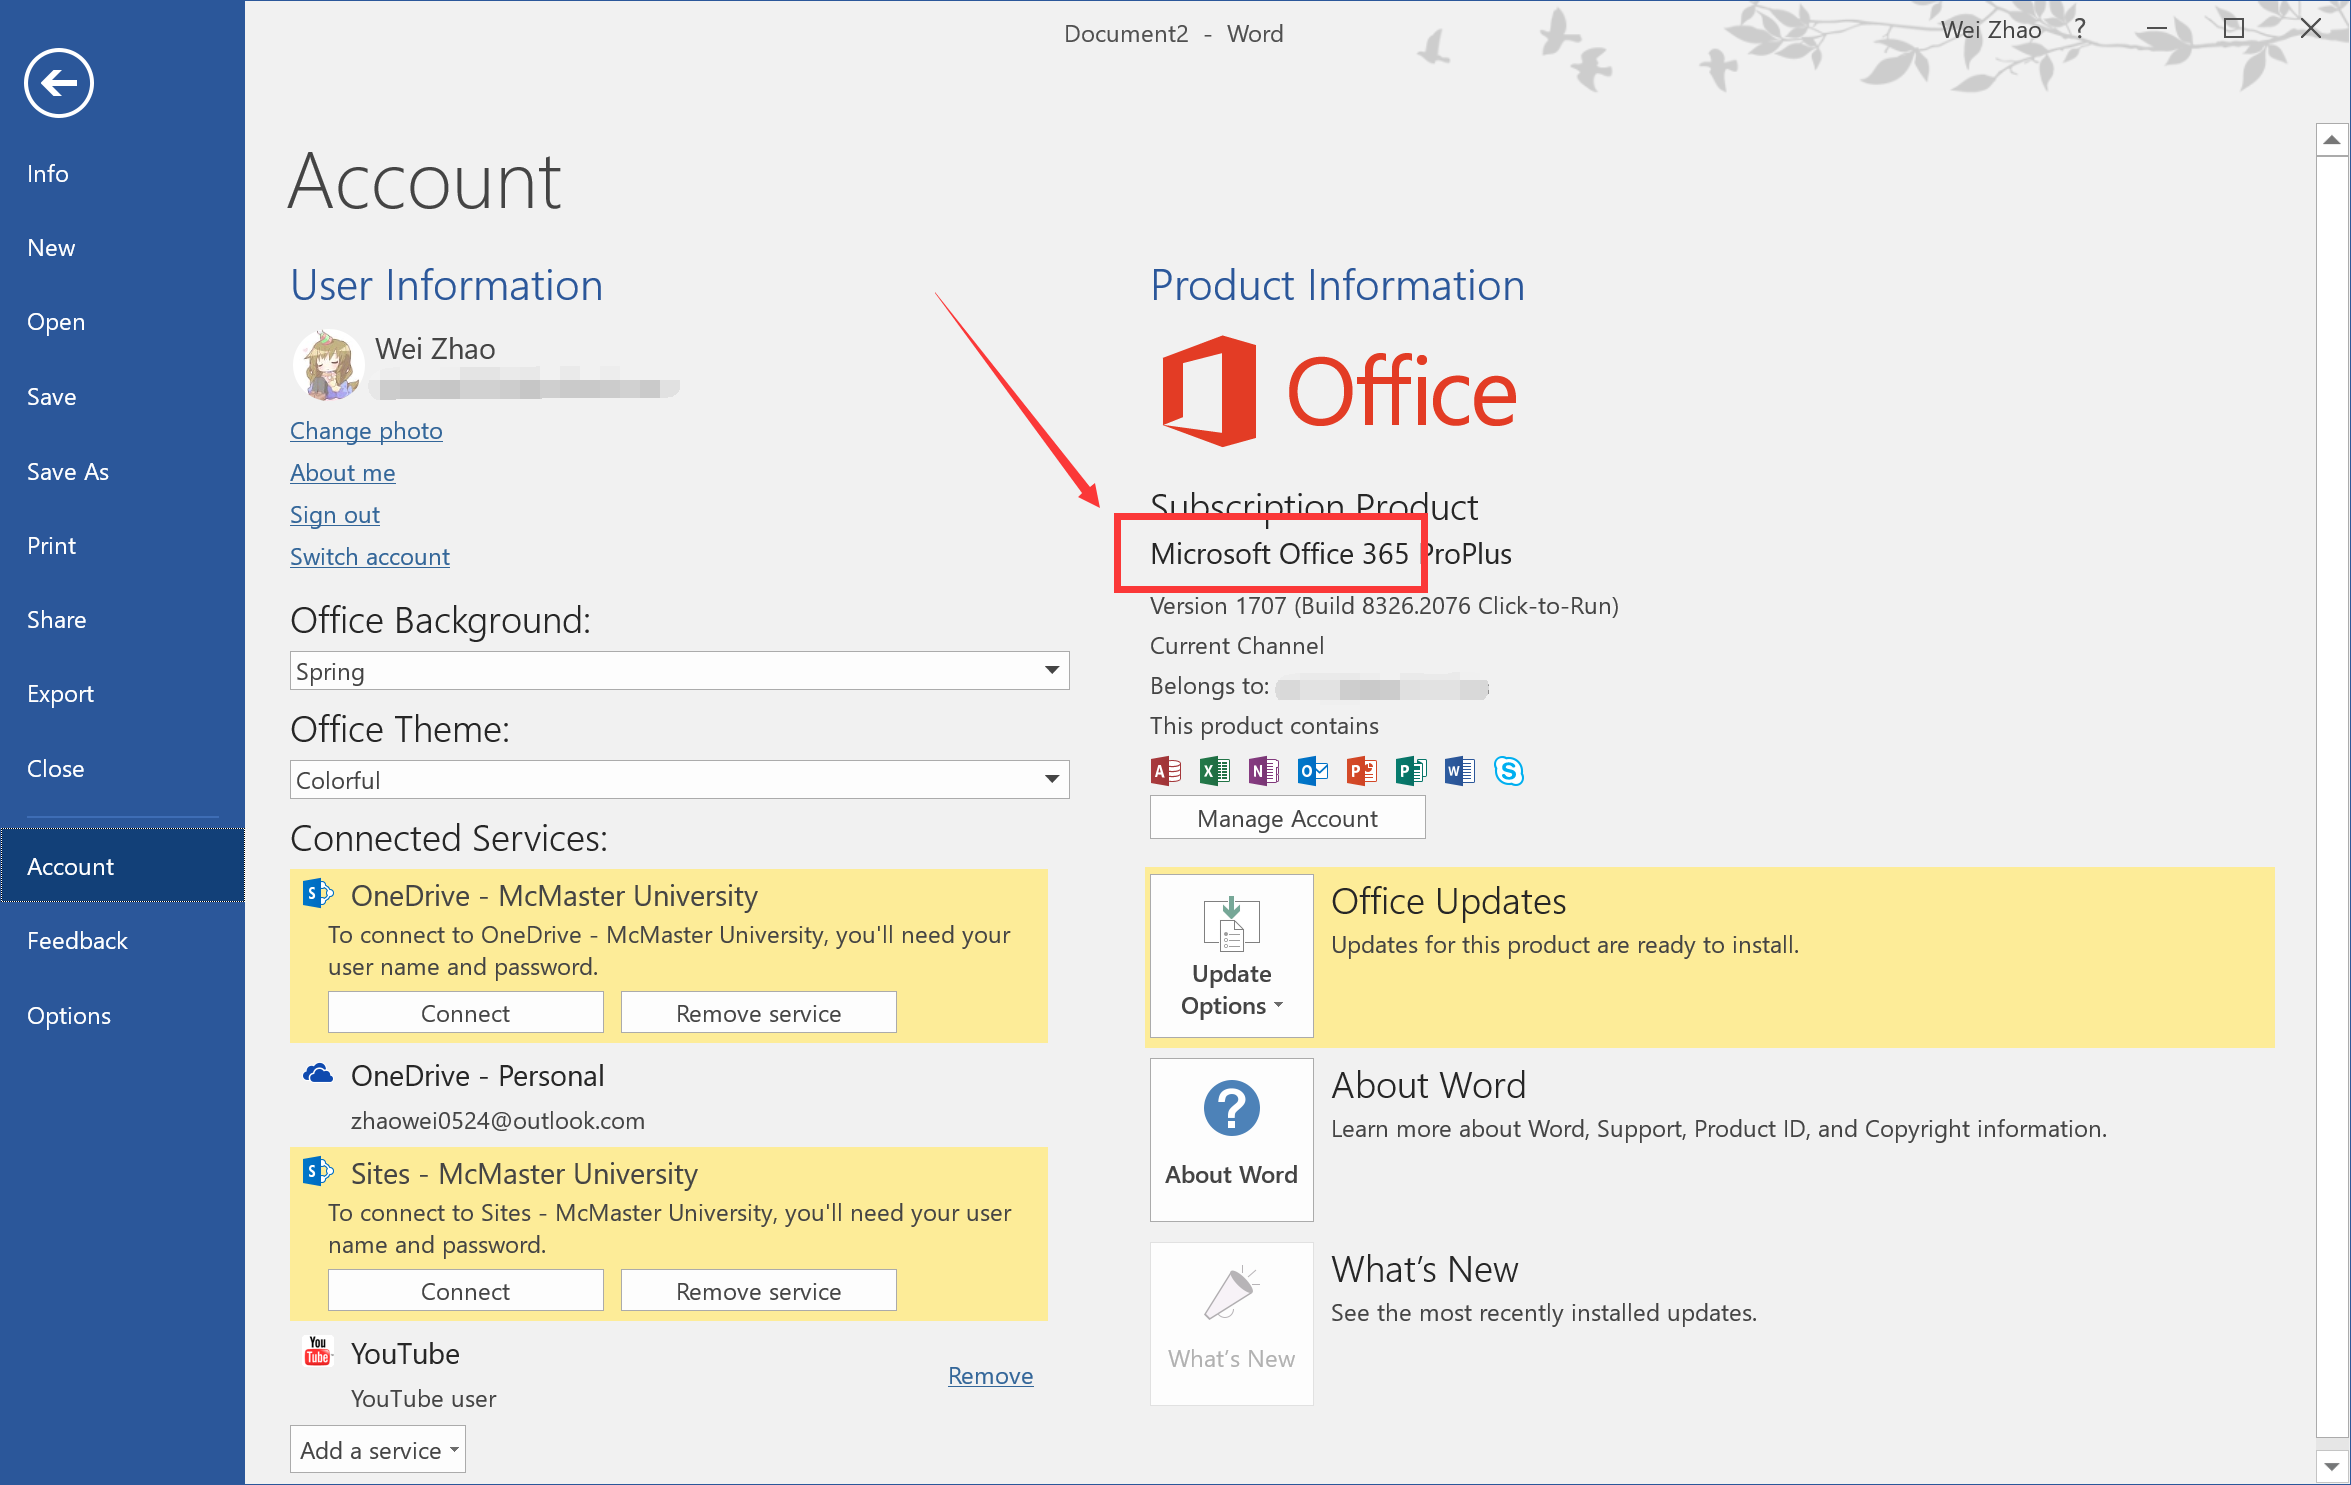 Document2 - Word
Wei Zhao ?
Info
New
Open
Save
Save As
Print
Share
Export
Close
Account
Feedback
Options
Account
User Information
Wei Zhao
Change photo
About me
Sign out
Switch account
Office Background:
Spring
Office Theme:
Colorful
Connected Services:
OneDrive - McMaster University
To connect to OneDrive - McMaster University, you'll need your
user name and password.
Connect
Remove service
OneDrive - Personal
zhaowei0524@outlook.com
Sites - McMaster University
To connect to Sites - McMaster University, you'll need your user
name and password.
Connect
Remove service
You
Tube
YouTube
YouTube user
Remove
Add a service
Product Information
Office
Subscription Product
Microsoft Office 365 ProPlus
Version 1707 (Build 8326.2076 Click-to-Run)
Current Channel
Belongs to:
This product contains
Manage Account
Update
Options
Office Updates
Updates for this product are ready to install.
About Word
About Word
Learn more about Word, Support, Product ID, and Copyright information.
What's New
What's New
See the most recently installed updates.